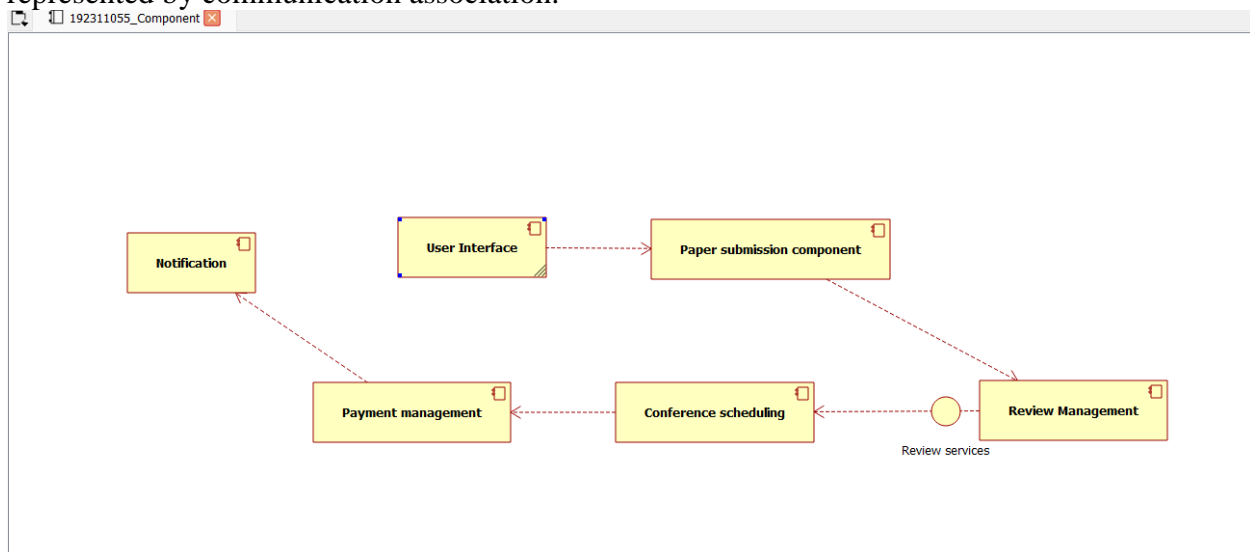 represented by communication association.
192311055_Component
User Interface
Paper submission component
Notification
Payment management
Conference scheduling
Review Management
Review services